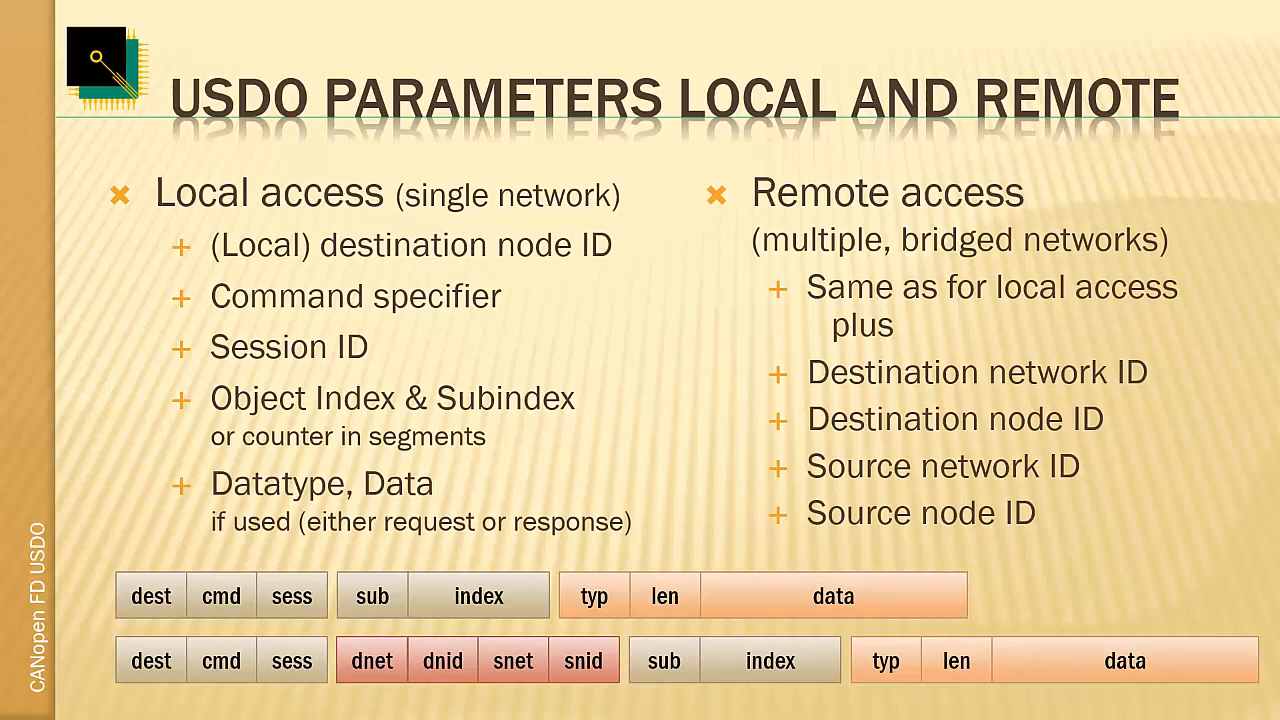 USDO PARAMETERS LOCAL AND REMOTE
Local access (single network)
(Local) destination node ID
Command specifier
Session ID
Object Index & Subindex
or counter in segments
Datatype, Data
if used (either request or response)
Remote access
(multiple, bridged networks)
Same as for local access
plus
Destination network ID
Destination node ID
Source network ID
Source node ID
dest cmd sess sub index typ len data
dest cmd sess dnet dnid snet snid sub index typ len data
CANopen FD USDO